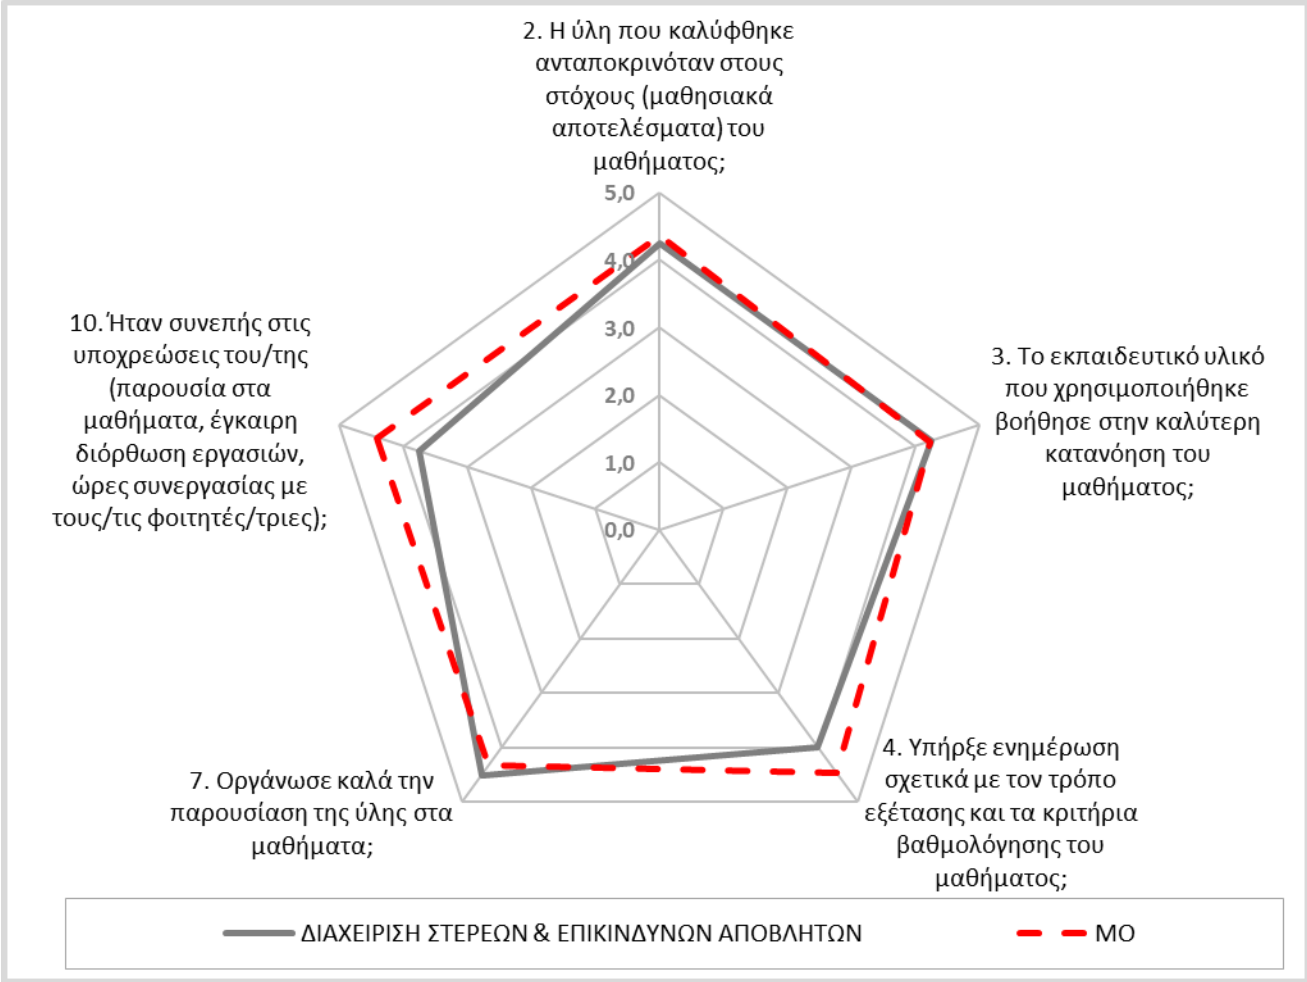 2. Η ύλη που καλύφθηκε
ανταποκρινόταν στους
στόχους (μαθησιακά
αποτελέσματα) του
μαθήματος;
5,0
4,0
3,0
2,0
1,0
0,0
3. Το εκπαιδευτικό υλικό
που χρησιμοποιήθηκε
βοήθησε στην καλύτερη
κατανόηση του
μαθήματος;
4. Υπήρξε ενημέρωση
σχετικά με τον τρόπο
εξέτασης και τα κριτήρια
βαθμολόγησης του
μαθήματος;
7. Οργάνωσε καλά την
παρουσίαση της ύλης στα
μαθήματα;
10. Ήταν συνεπής στις
υποχρεώσεις του/της
(παρουσία στα
μαθήματα, έγκαιρη
διόρθωση εργασιών,
ώρες συνεργασίας με
τους/τις φοιτητές/τριες);
ΔΙΑΧΕΙΡΙΣΗ ΣΤΕΡΕΩΝ & ΕΠΙΚΙΝΔΥΝΩΝ ΑΠΟΒΛΗΤΩΝ
ΜΟ